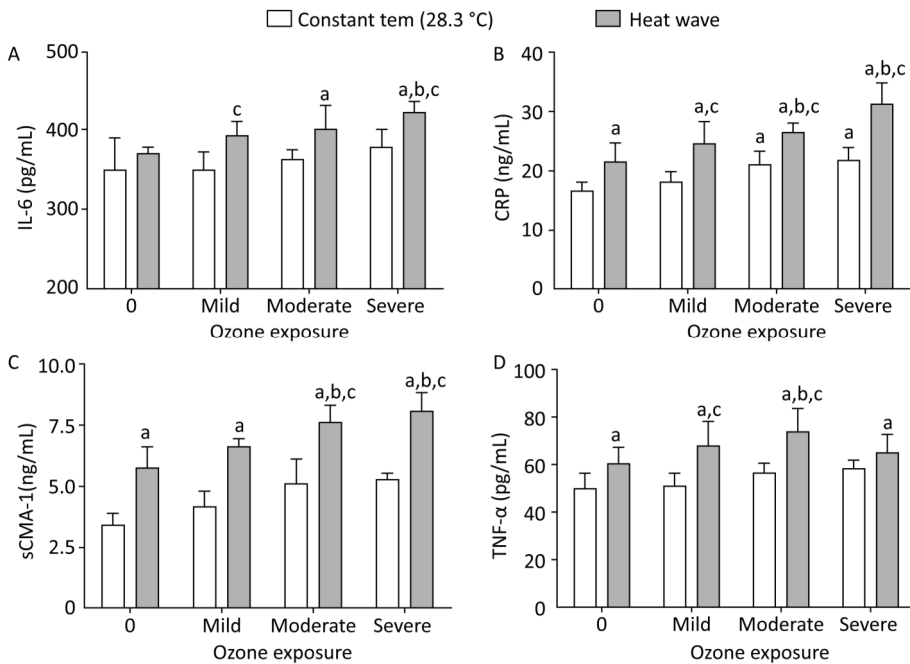 Constant tem (28.3 °C) Heat wave
A
500
400
300
200
IL-6 (pg/mL)
c
a
a,b,c
0 Mild Moderate Severe
Ozone exposure
B
40
30
20
10
0
CRP (ng/mL)
a
a,c
a
a,b,c
a
a,b,c
0 Mild Moderate Severe
Ozone exposure
C
10.0
7.5
5.0
2.5
0
sCMA-1(ng/mL)
a
a
a,b,c
a,b,c
0 Mild Moderate Severe
Ozone exposure
D
100
80
60
40
20
0
TNF-α (pg/mL)
a
a,c
a,b,c
a
0 Mild Moderate Severe
Ozone exposure